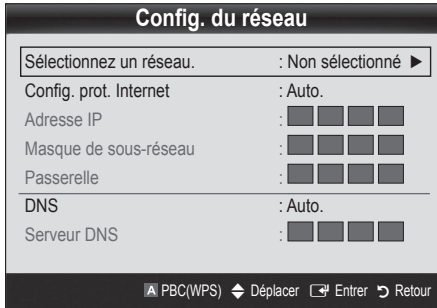 Config. du réseau
Sélectionnez un réseau. : Non sélectionné ►
Config. prot. Internet : Auto.
Adresse IP :
Masque de sous-réseau :
Passerelle :
DNS : Auto.
Serveur DNS :
A PBC(WPS) Déplacer Entrer Retour